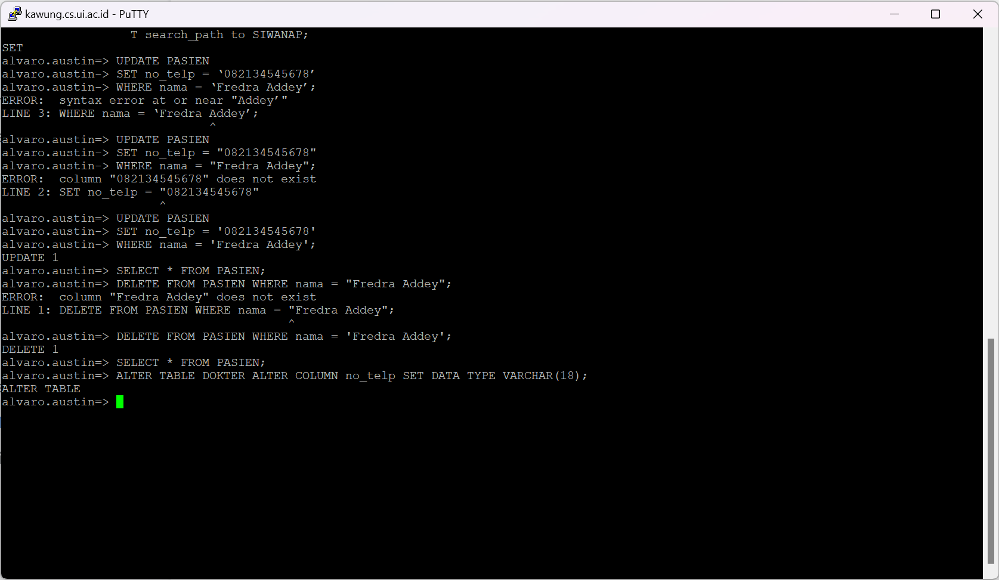 kawung.cs.ui.ac.id - PuTTY
T search_path to SIWANAP;
SET
alvaro.austin=> UPDATE PASIEN
alvaro.austin-> SET no_telp = ‘082134545678’
alvaro.austin-> WHERE nama = ‘Fredra Addey’;
ERROR:  syntax error at or near "Addey’"
LINE 3: WHERE nama = ‘Fredra Addey’;
^
alvaro.austin=> UPDATE PASIEN
alvaro.austin-> SET no_telp = "082134545678"
alvaro.austin-> WHERE nama = "Fredra Addey";
ERROR:  column "082134545678" does not exist
LINE 2: SET no_telp = "082134545678"
^
alvaro.austin=> UPDATE PASIEN
alvaro.austin-> SET no_telp = '082134545678'
alvaro.austin-> WHERE nama = 'Fredra Addey';
UPDATE 1
alvaro.austin=> SELECT * FROM PASIEN;
alvaro.austin=> DELETE FROM PASIEN WHERE nama = "Fredra Addey";
ERROR:  column "Fredra Addey" does not exist
LINE 1: DELETE FROM PASIEN WHERE nama = "Fredra Addey";
^
alvaro.austin=> DELETE FROM PASIEN WHERE nama = 'Fredra Addey';
DELETE 1
alvaro.austin=> SELECT * FROM PASIEN;
alvaro.austin=> ALTER TABLE DOKTER ALTER COLUMN no_telp SET DATA TYPE VARCHAR(18);
ALTER TABLE
alvaro.austin=>